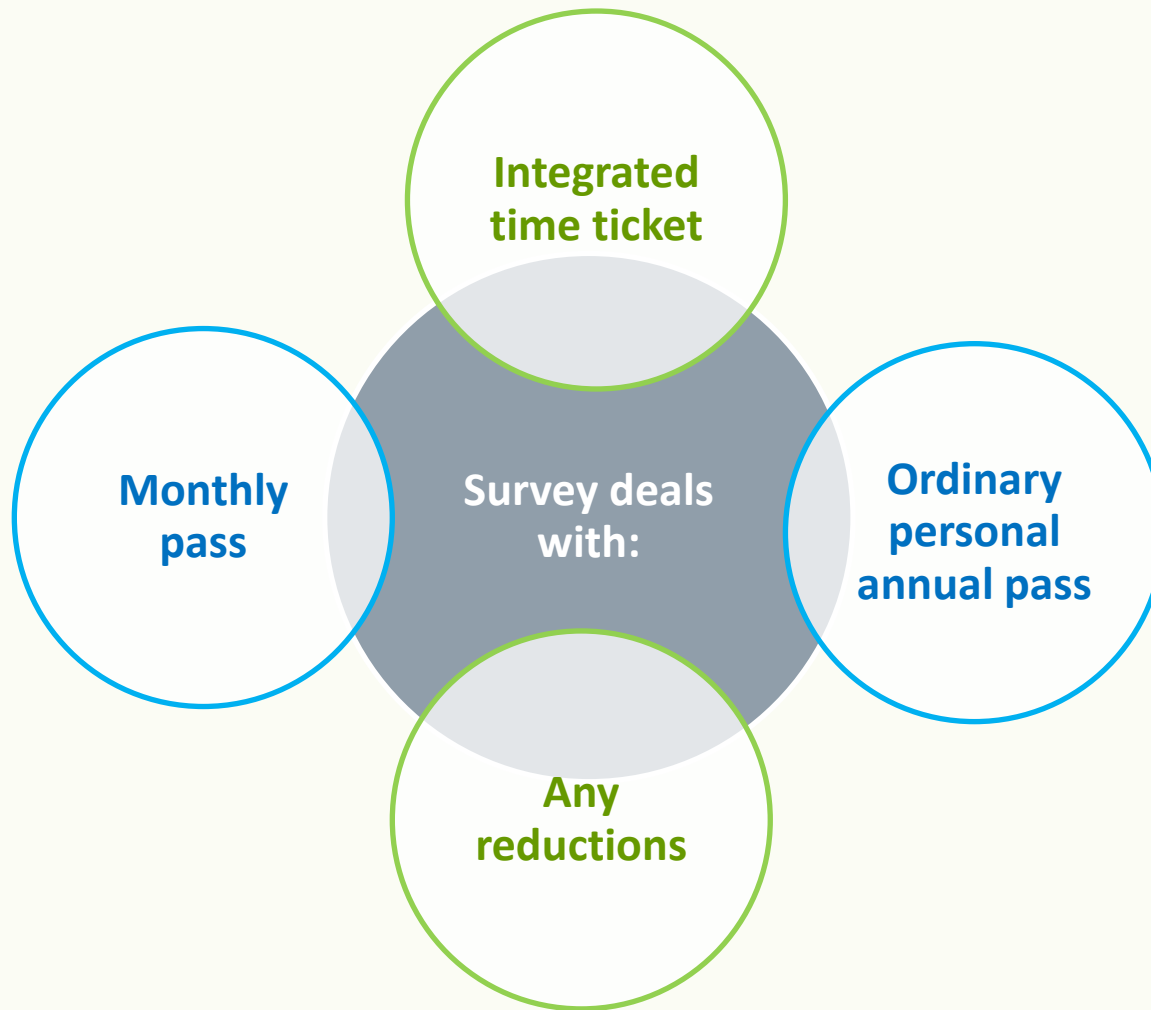 Integrated
time ticket
Monthly
pass
Survey deals
with:
Ordinary
personal
annual pass
Any
reductions